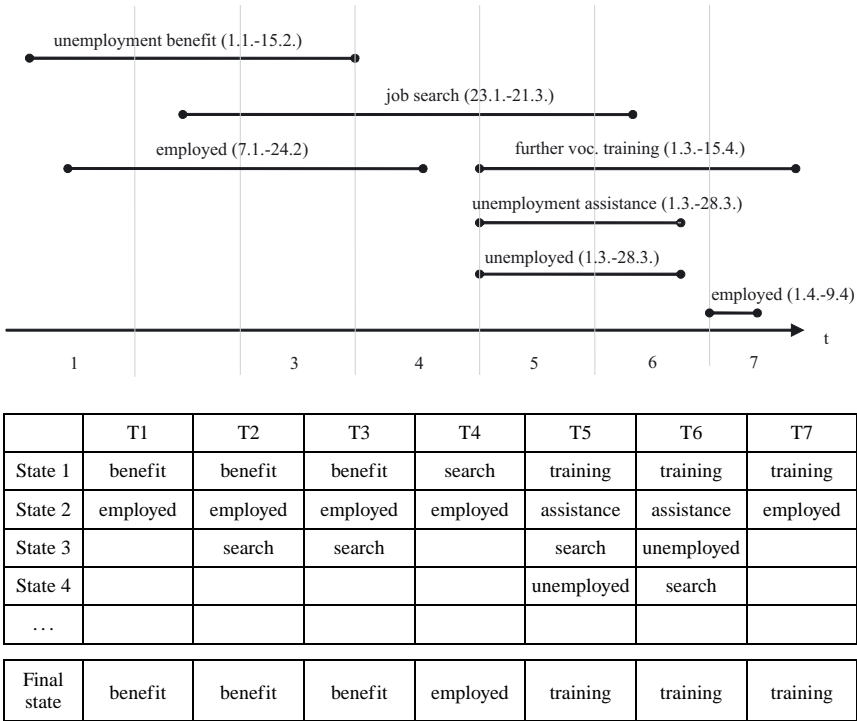 unemployment benefit (1.1.-15.2.)
job search (23.1.-21.3.)
employed (7.1.-24.2)
further voc. training (1.3.-15.4.)
unemployment assistance (1.3.-28.3.)
unemployed (1.3.-28.3.)
employed (1.4.-9.4)
t
1 3 4 5 6 7
T1 T2 T3 T4 T5 T6 T7
State 1 benefit benefit benefit search training training training
State 2 employed employed employed employed assistance assistance employed
State 3 search search search unemployed
State 4 unemployed search
...
Final
state benefit benefit benefit employed training training training